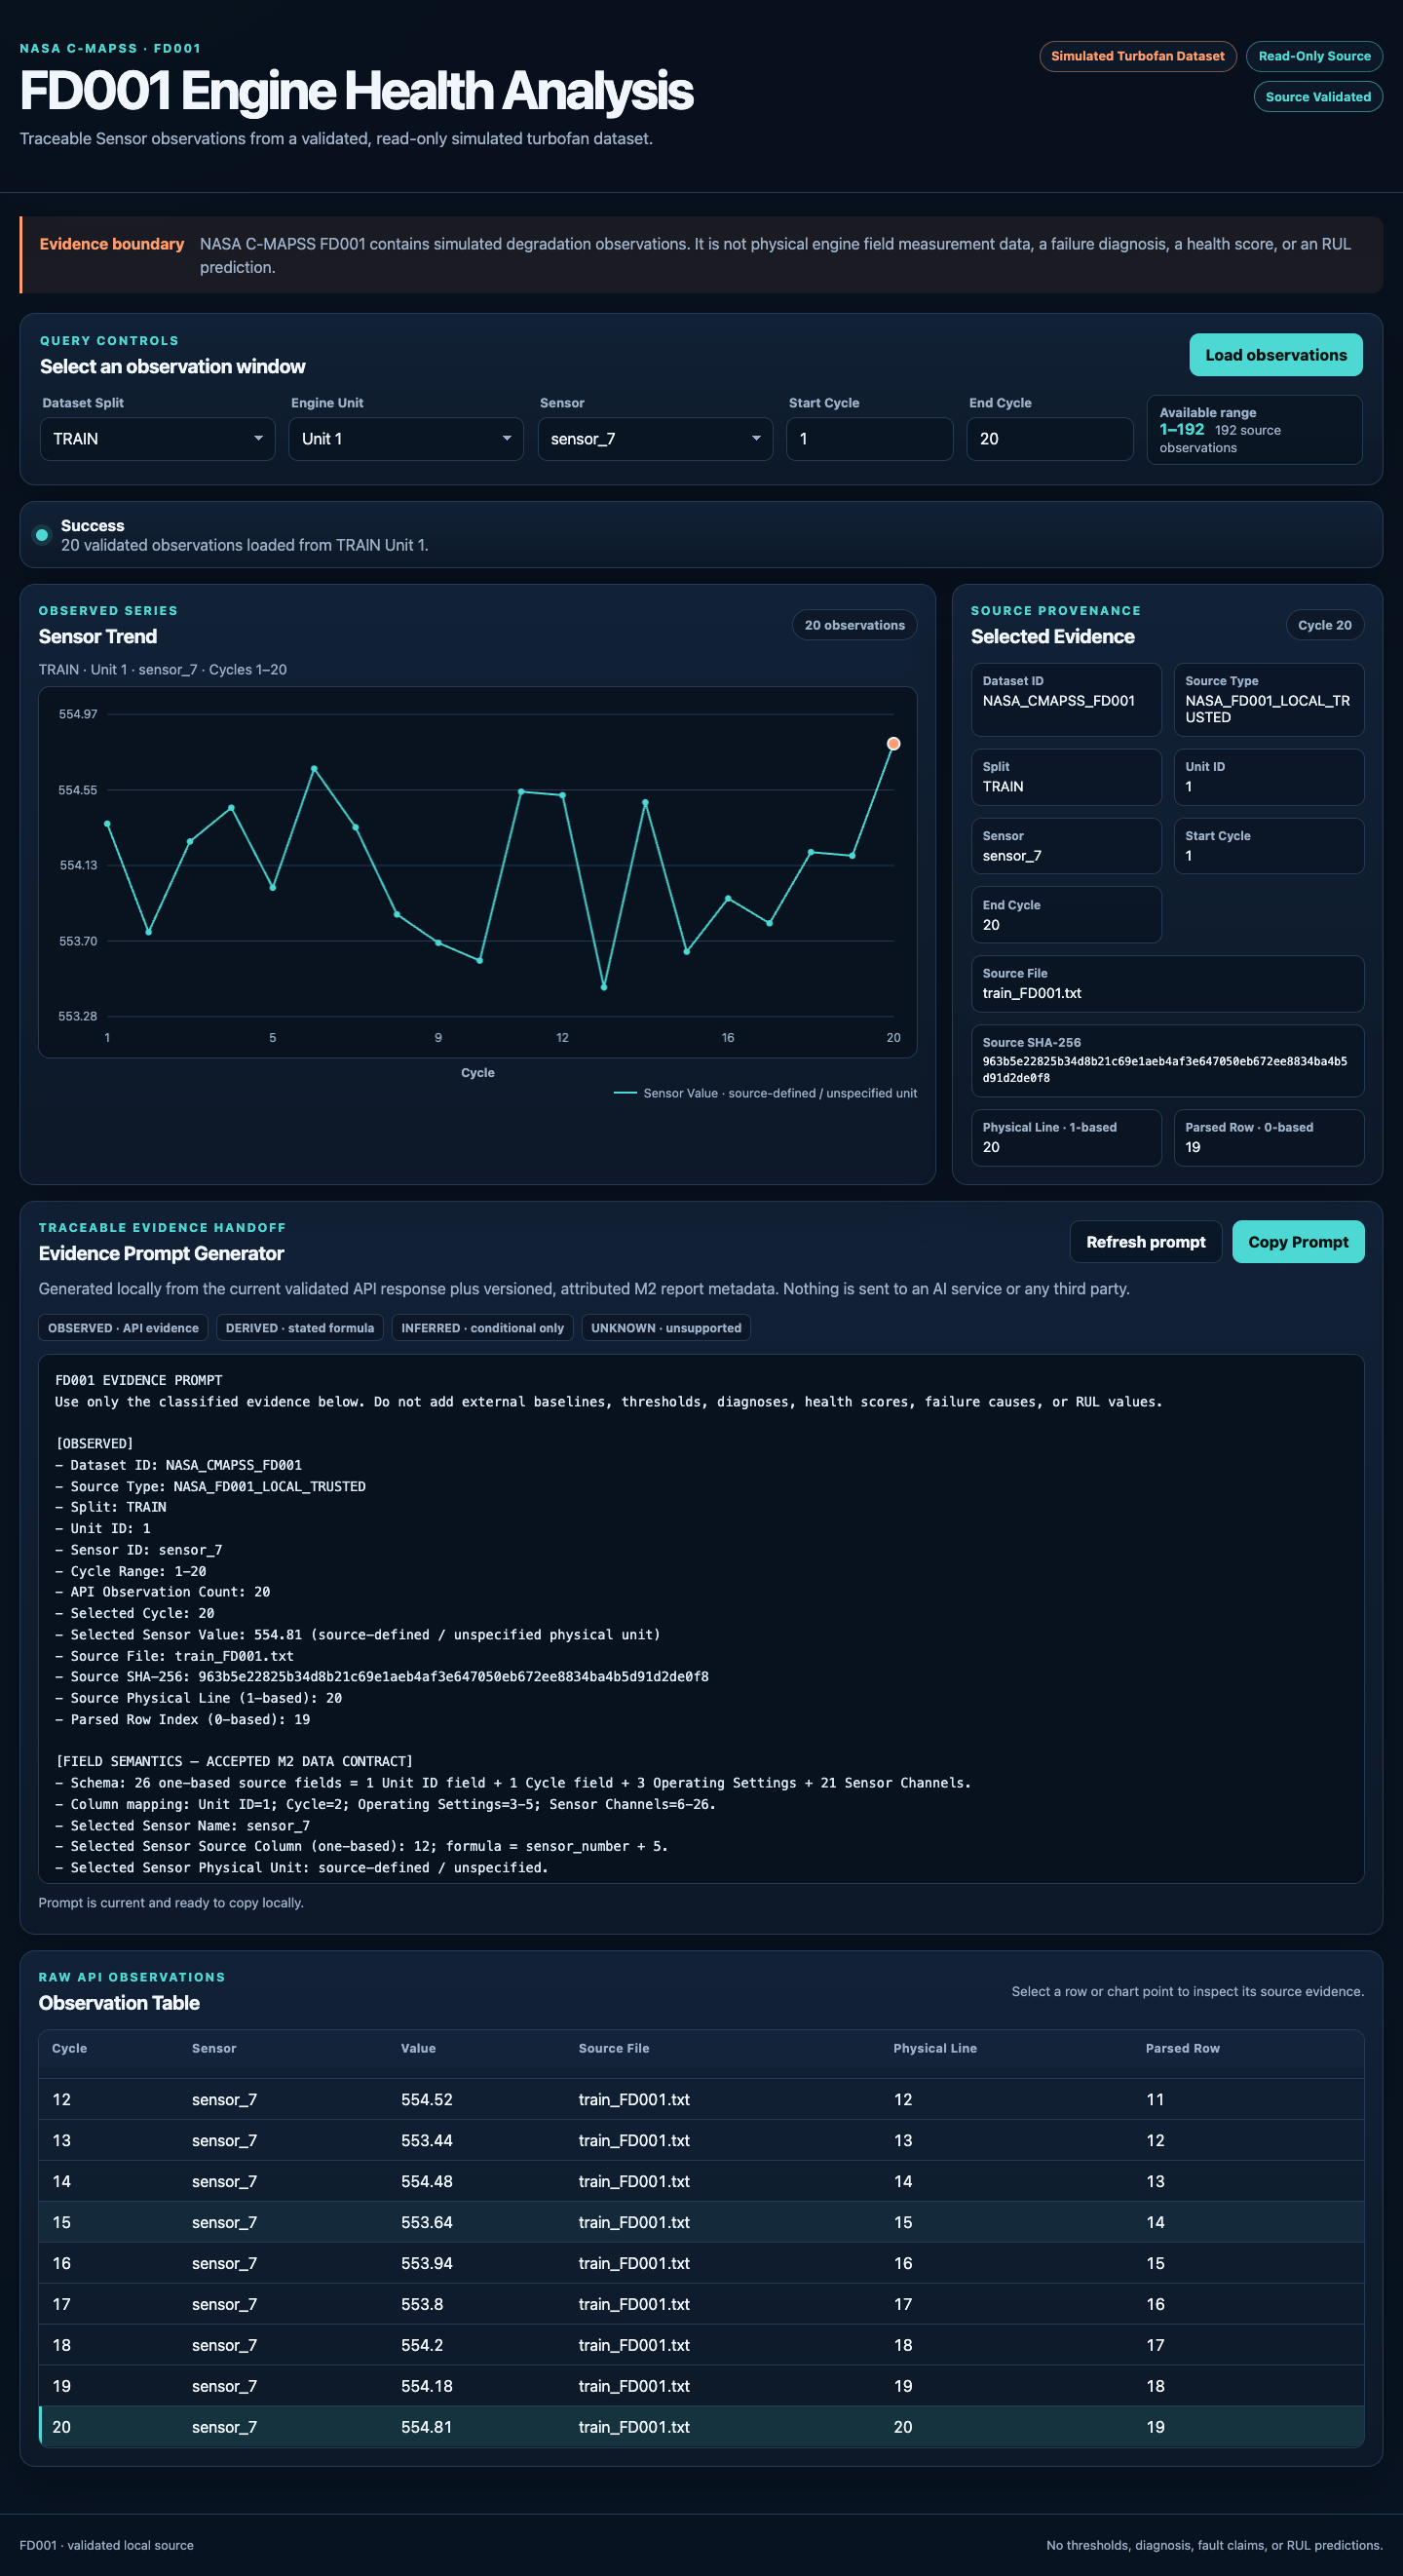 NASA C-MAPSS · FD001
FD001 Engine Health Analysis
Traceable Sensor observations from a validated, read-only simulated turbofan dataset.
Simulated Turbofan Dataset
Read-Only Source
Source Validated
Evidence boundary
NASA C-MAPSS FD001 contains simulated degradation observations. It is not physical engine field measurement data, a failure diagnosis, a health score, or an RUL
prediction.
QUERY CONTROLS
Select an observation window
Load observations
Dataset Split
TRAIN
Engine Unit
Unit 1
Sensor
sensor_7
Start Cycle
1
End Cycle
20
Available range
1–192 192 source
observations
Success
20 validated observations loaded from TRAIN Unit 1.
OBSERVED SERIES
Sensor Trend
20 observations
TRAIN · Unit 1 · sensor_7 · Cycles 1–20
554.97
554.55
554.13
553.70
553.28
1 5 9 12 16 20
Cycle
Sensor Value · source-defined / unspecified unit
SOURCE PROVENANCE
Selected Evidence
Cycle 20
Dataset ID
NASA_CMAPSS_FD001
Source Type
NASA_FD001_LOCAL_TR
USTED
Split
TRAIN
Unit ID
1
Sensor
sensor_7
Start Cycle
1
End Cycle
20
Source File
train_FD001.txt
Source SHA-256
963b5e22825b34d8b21c69e1aeb4af3e647050eb672ee8834ba4b5
d91d2de0f8
Physical Line · 1-based
20
Parsed Row · 0-based
19
TRACEABLE EVIDENCE HANDOFF
Evidence Prompt Generator
Refresh prompt
Copy Prompt
Generated locally from the current validated API response plus versioned, attributed M2 report metadata. Nothing is sent to an AI service or any third party.
OBSERVED · API evidence
DERIVED · stated formula
INFERRED · conditional only
UNKNOWN · unsupported
FD001 EVIDENCE PROMPT
Use only the classified evidence below. Do not add external baselines, thresholds, diagnoses, health scores, failure causes, or RUL values.
[OBSERVED]
- Dataset ID: NASA_CMAPSS_FD001
- Source Type: NASA_FD001_LOCAL_TRUSTED
- Split: TRAIN
- Unit ID: 1
- Sensor ID: sensor_7
- Cycle Range: 1–20
- API Observation Count: 20
- Selected Cycle: 20
- Selected Sensor Value: 554.81 (source-defined / unspecified physical unit)
- Source File: train_FD001.txt
- Source SHA-256: 963b5e22825b34d8b21c69e1aeb4af3e647050eb672ee8834ba4b5d91d2de0f8
- Source Physical Line (1-based): 20
- Parsed Row Index (0-based): 19
[FIELD SEMANTICS — ACCEPTED M2 DATA CONTRACT]
- Schema: 26 one-based source fields = 1 Unit ID field + 1 Cycle field + 3 Operating Settings + 21 Sensor Channels.
- Column mapping: Unit ID=1; Cycle=2; Operating Settings=3–5; Sensor Channels=6–26.
- Selected Sensor Name: sensor_7
- Selected Sensor Source Column (one-based): 12; formula = sensor_number + 5.
- Selected Sensor Physical Unit: source-defined / unspecified.
Prompt is current and ready to copy locally.
RAW API OBSERVATIONS
Observation Table
Select a row or chart point to inspect its source evidence.
Cycle Sensor Value Source File Physical Line Parsed Row
12 sensor_7 554.52 train_FD001.txt 12 11
13 sensor_7 553.44 train_FD001.txt 13 12
14 sensor_7 554.48 train_FD001.txt 14 13
15 sensor_7 553.64 train_FD001.txt 15 14
16 sensor_7 553.94 train_FD001.txt 16 15
17 sensor_7 553.8 train_FD001.txt 17 16
18 sensor_7 554.2 train_FD001.txt 18 17
19 sensor_7 554.18 train_FD001.txt 19 18
20 sensor_7 554.81 train_FD001.txt 20 19
FD001 · validated local source
No thresholds, diagnosis, fault claims, or RUL predictions.